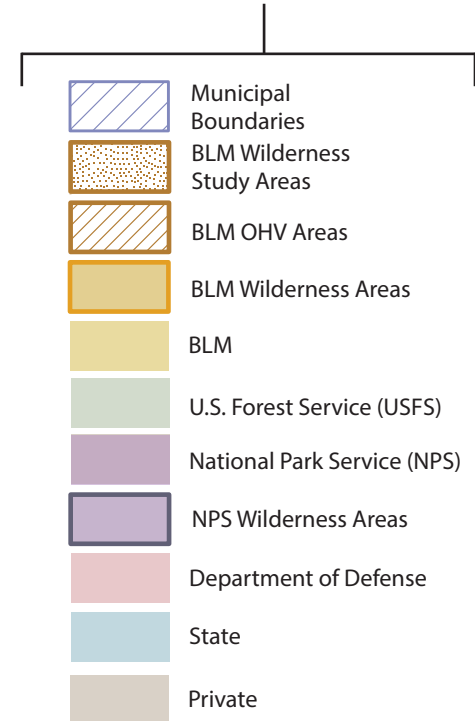 Municipal
Boundaries
BLM Wilderness
Study Areas
BLM OHV Areas
BLM Wilderness Areas
BLM
U.S. Forest Service (USFS)
National Park Service (NPS)
NPS Wilderness Areas
Department of Defense
State
Private